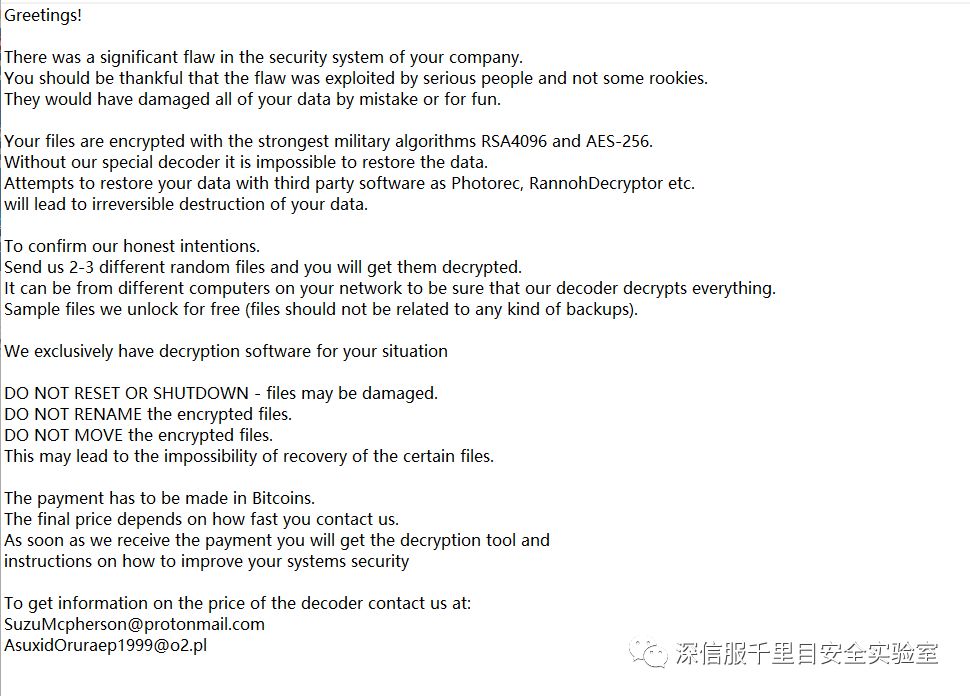 Greetings!
There was a significant flaw in the security system of your company.
You should be thankful that the flaw was exploited by serious people and not some rookies.
They would have damaged all of your data by mistake or for fun.
Your files are encrypted with the strongest military algorithms RSA4096 and AES-256.
Without our special decoder it is impossible to restore the data.
Attempts to restore your data with third party software as Photorec, RannohDecryptor etc.
will lead to irreversible destruction of your data.
To confirm our honest intentions.
Send us 2-3 different random files and you will get them decrypted.
It can be from different computers on your network to be sure that our decoder decrypts everything.
Sample files we unlock for free (files should not be related to any kind of backups).
We exclusively have decryption software for your situation
DO NOT RESET OR SHUTDOWN - files may be damaged.
DO NOT RENAME the encrypted files.
DO NOT MOVE the encrypted files.
This may lead to the impossibility of recovery of the certain files.
The payment has to be made in Bitcoins.
The final price depends on how fast you contact us.
As soon as we receive the payment you will get the decryption tool and
instructions on how to improve your systems security
To get information on the price of the decoder contact us at:
SuzuMcpherson@protonmail.com
AsuxidOruraep1999@o2.pl
深信服千里目安全实验室